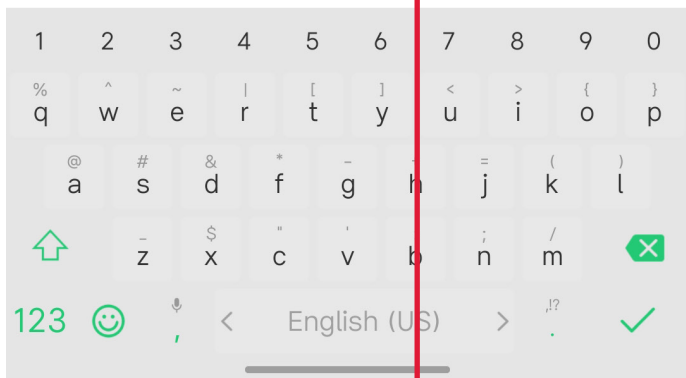 1 2 3 4 5 6 7 8 9 0
% ^ ~ | [ ] < > { }
q w e r t y u i o p
@ # & * - = ( )
a s d f g h j k l
_ $ " ' ; /
z x c v b n m
123 , < English (US) > ,!? .